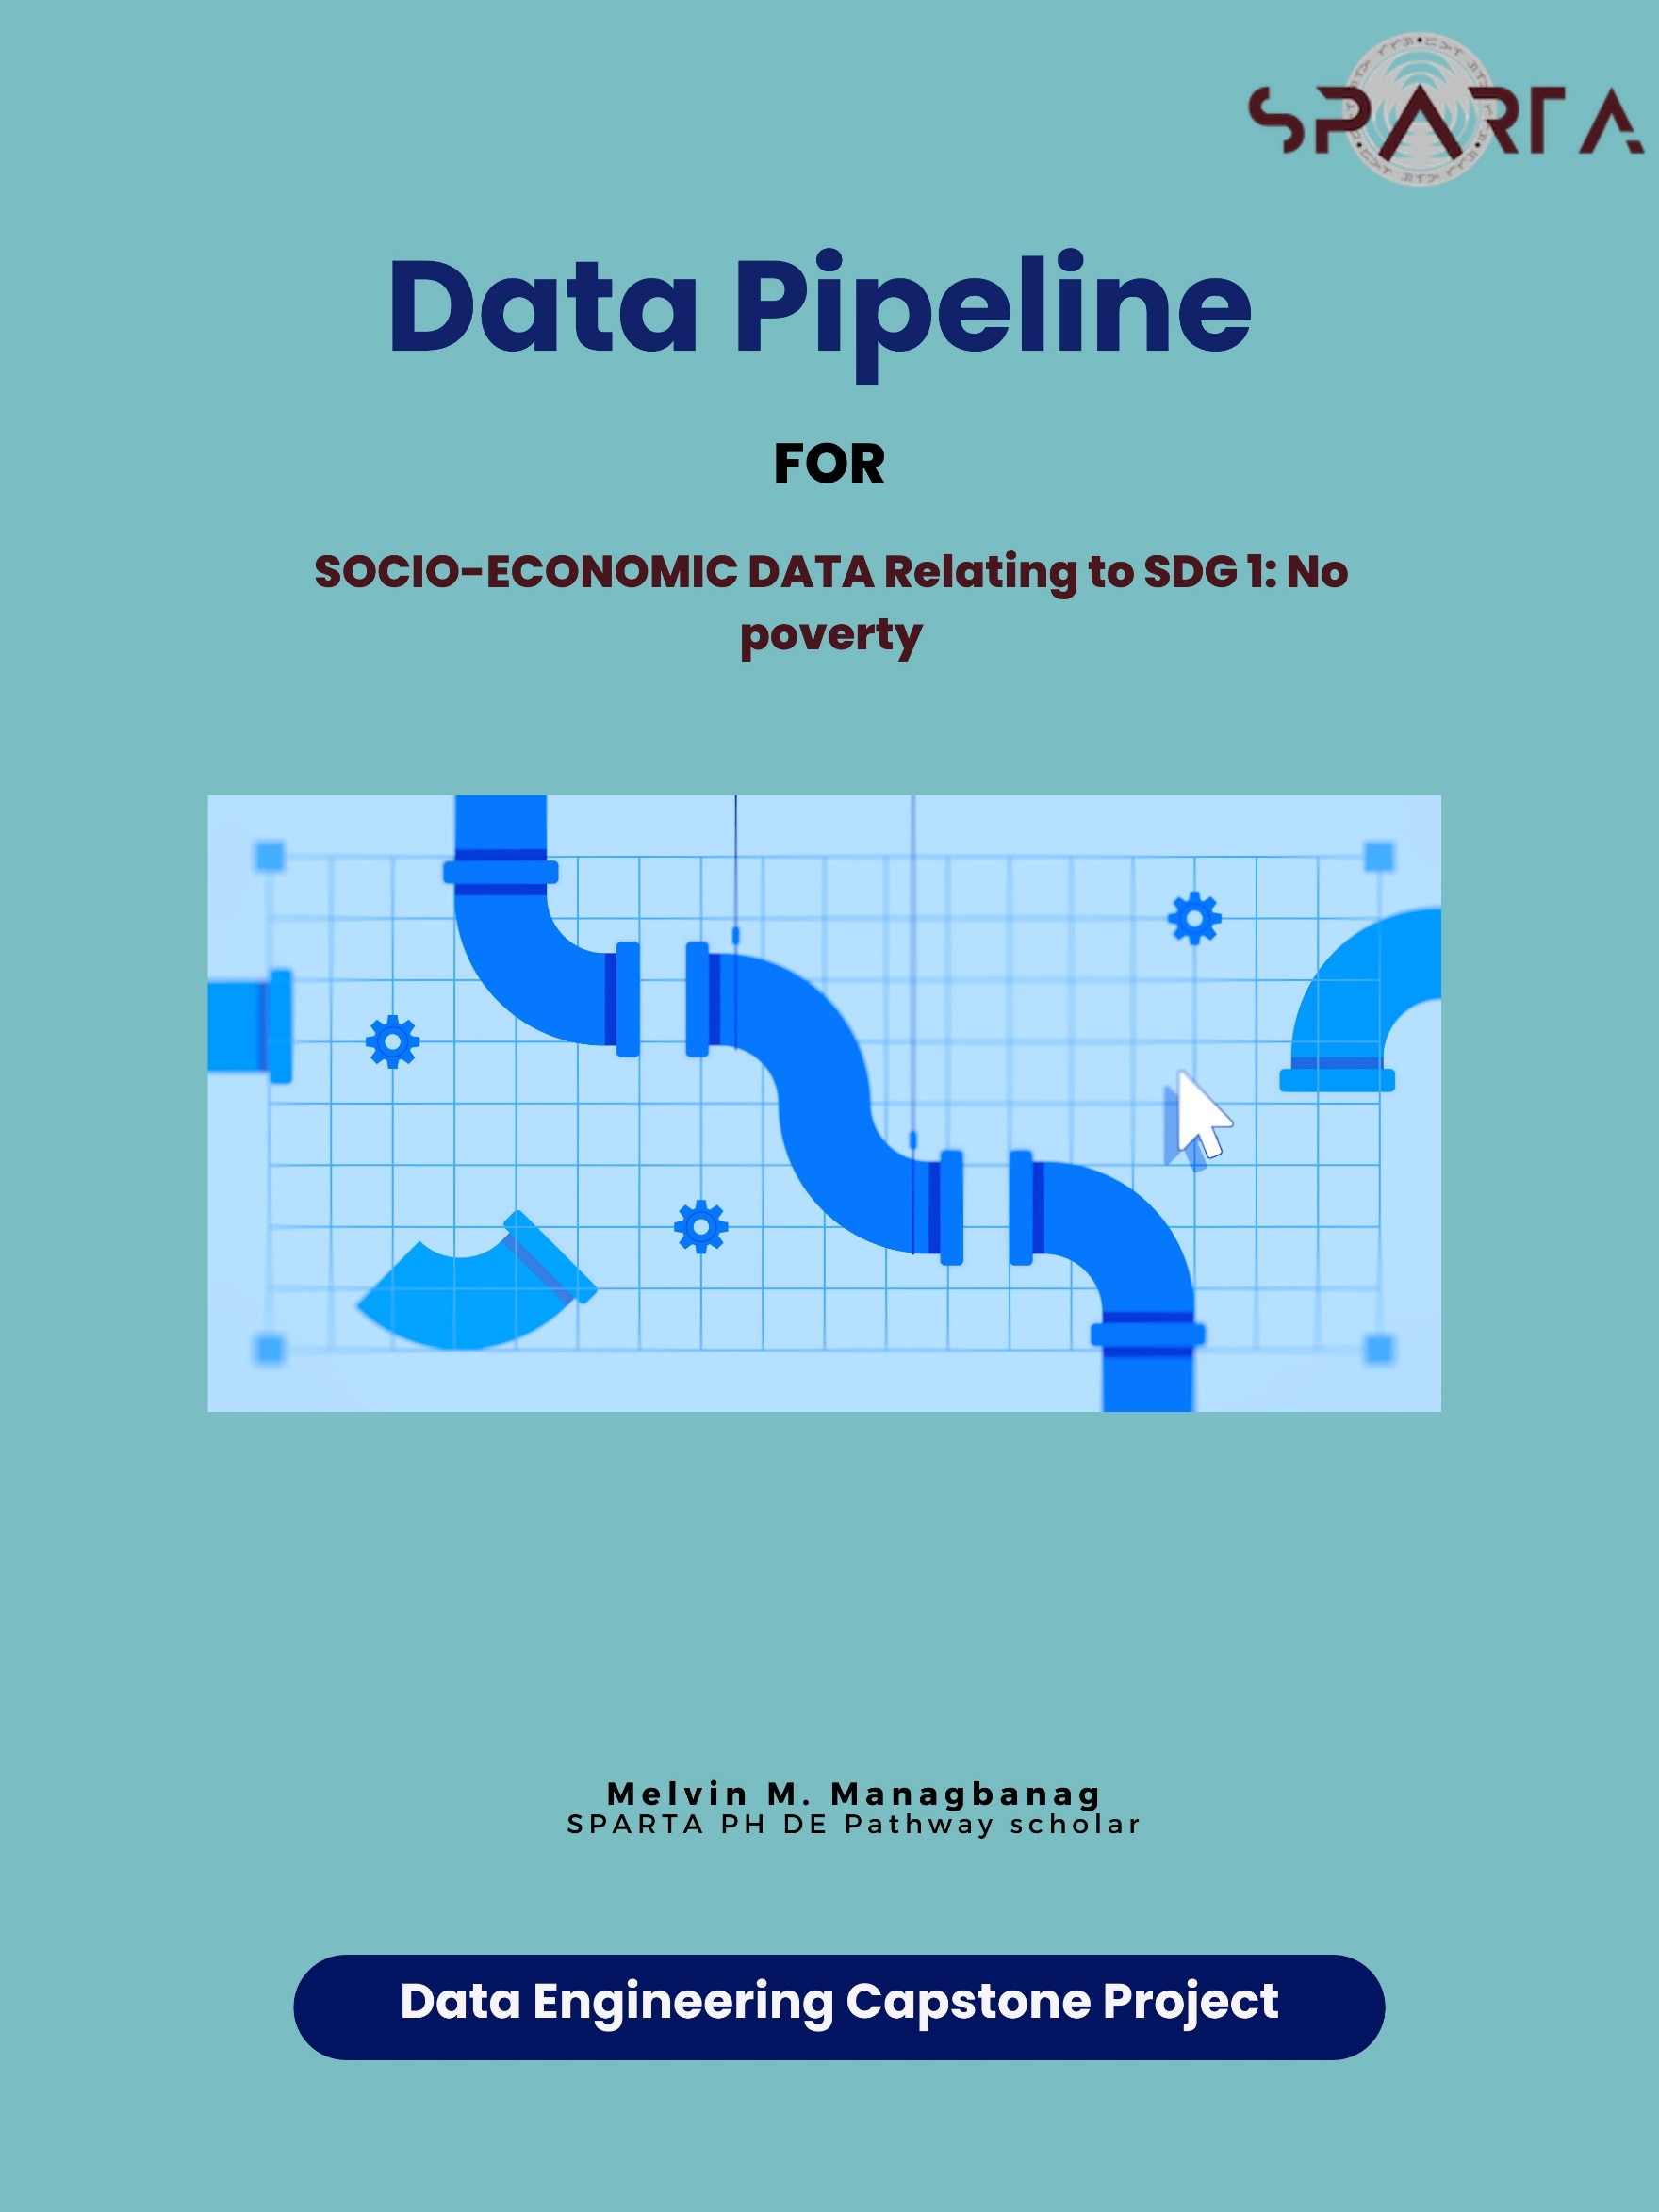 SPARTA
Data Pipeline
FOR
SOCIO-ECONOMIC DATA Relating to SDG 1: No
poverty
Melvin M. Managbanag
SPARTA PH DE Pathway scholar
Data Engineering Capstone Project